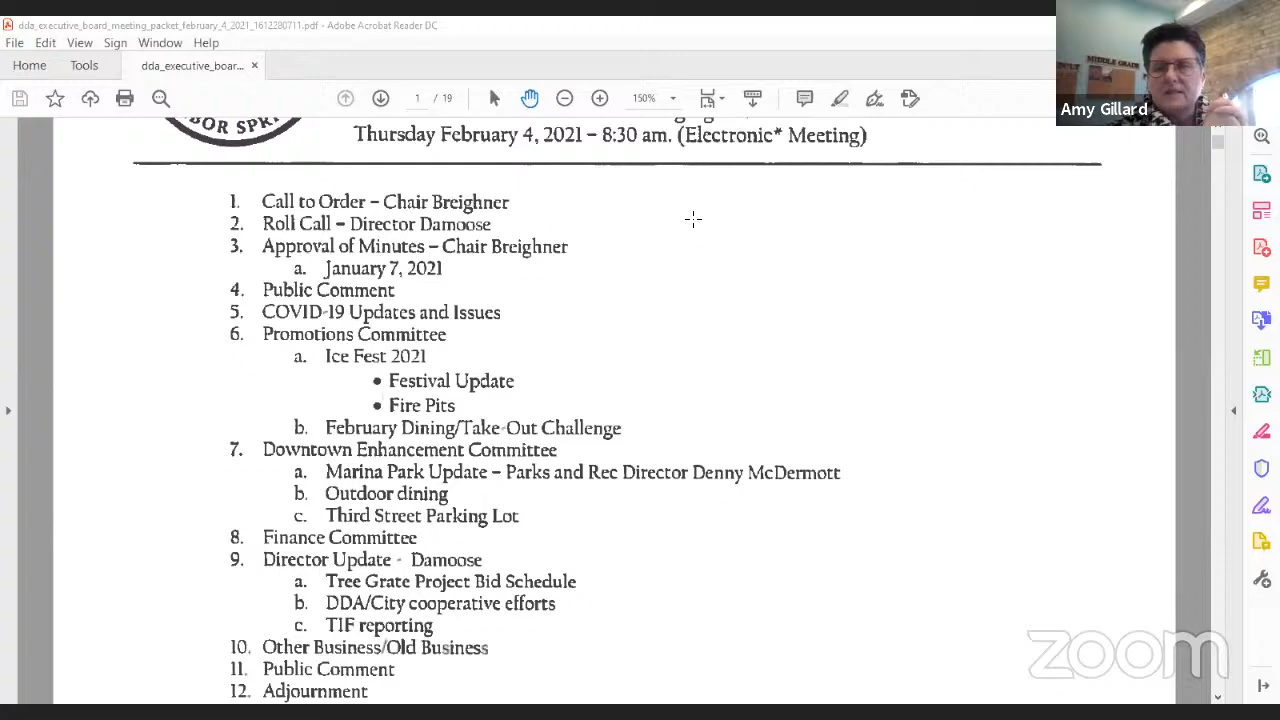 dda_executive_board_meeting_packet_february_4_2021_1612280711.pdf - Adobe Acrobat Reader DC
File Edit View Sign Window Help
Home Tools dda_executive_boar... ×
1 / 19 150%
MIDDLE GRADE
Amy Gillard
BOR SPRI
Thursday February 4, 2021 – 8:30 am. (Electronic* Meeting)
1. Call to Order – Chair Breighner
2. Roll Call – Director Damoose
3. Approval of Minutes – Chair Breighner
a. January 7, 2021
4. Public Comment
5. COVID-19 Updates and Issues
6. Promotions Committee
a. Ice Fest 2021
• Festival Update
• Fire Pits
b. February Dining/Take-Out Challenge
7. Downtown Enhancement Committee
a. Marina Park Update – Parks and Rec Director Denny McDermott
b. Outdoor dining
c. Third Street Parking Lot
8. Finance Committee
9. Director Update - Damoose
a. Tree Grate Project Bid Schedule
b. DDA/City cooperative efforts
c. TIF reporting
10. Other Business/Old Business
11. Public Comment
12. Adjournment
zoom